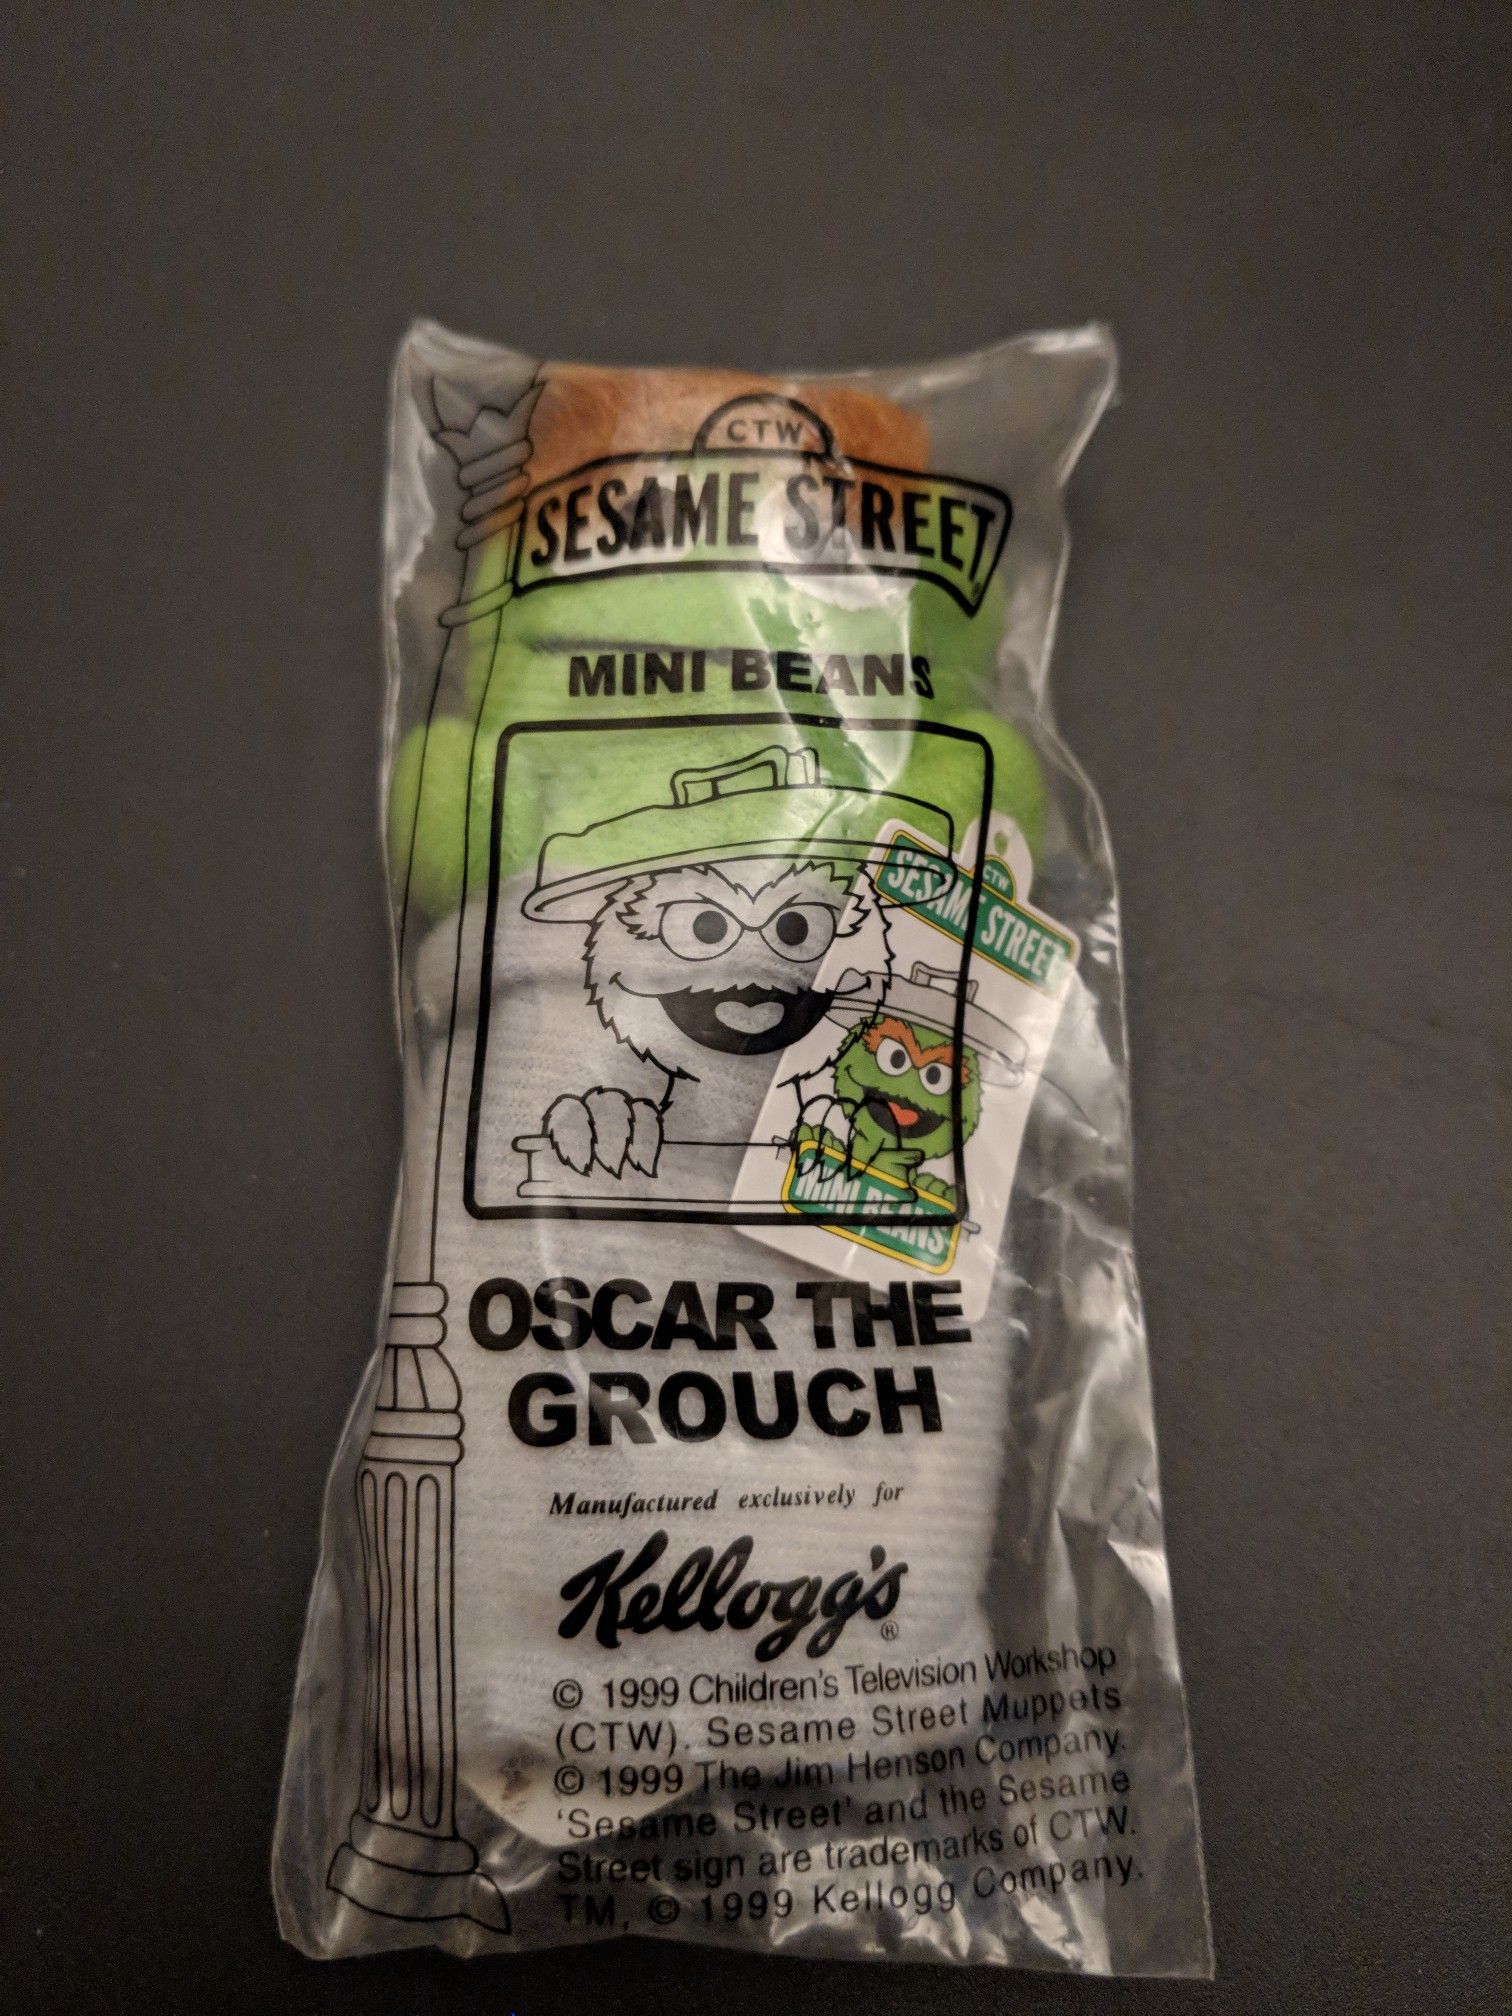 CTW
SESAME STREET
MINI BEANS
CTW
SESAME STREET
MINI BEANS
OSCAR THE
GROUCH
Manufactured exclusively for
Kellogg's®
© 1999 Children's Television Workshop
(CTW). Sesame Street Muppets
© 1999 The Jim Henson Company.
'Sesame Street' and the Sesame
Street sign are trademarks of CTW.
TM, © 1999 Kellogg Company.